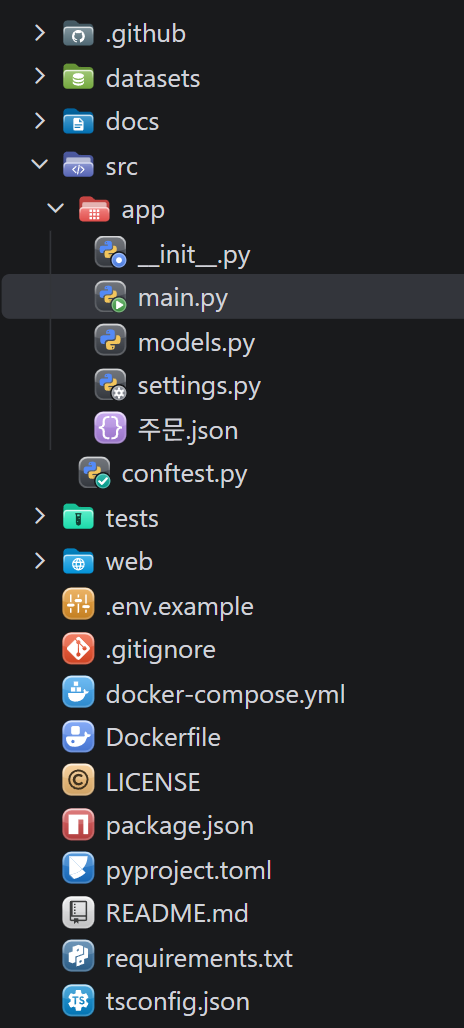 .github
datasets
docs
src
app
__init__.py
main.py
models.py
settings.py
주문.json
conftest.py
tests
web
.env.example
.gitignore
docker-compose.yml
Dockerfile
LICENSE
package.json
pyproject.toml
README.md
requirements.txt
tsconfig.json